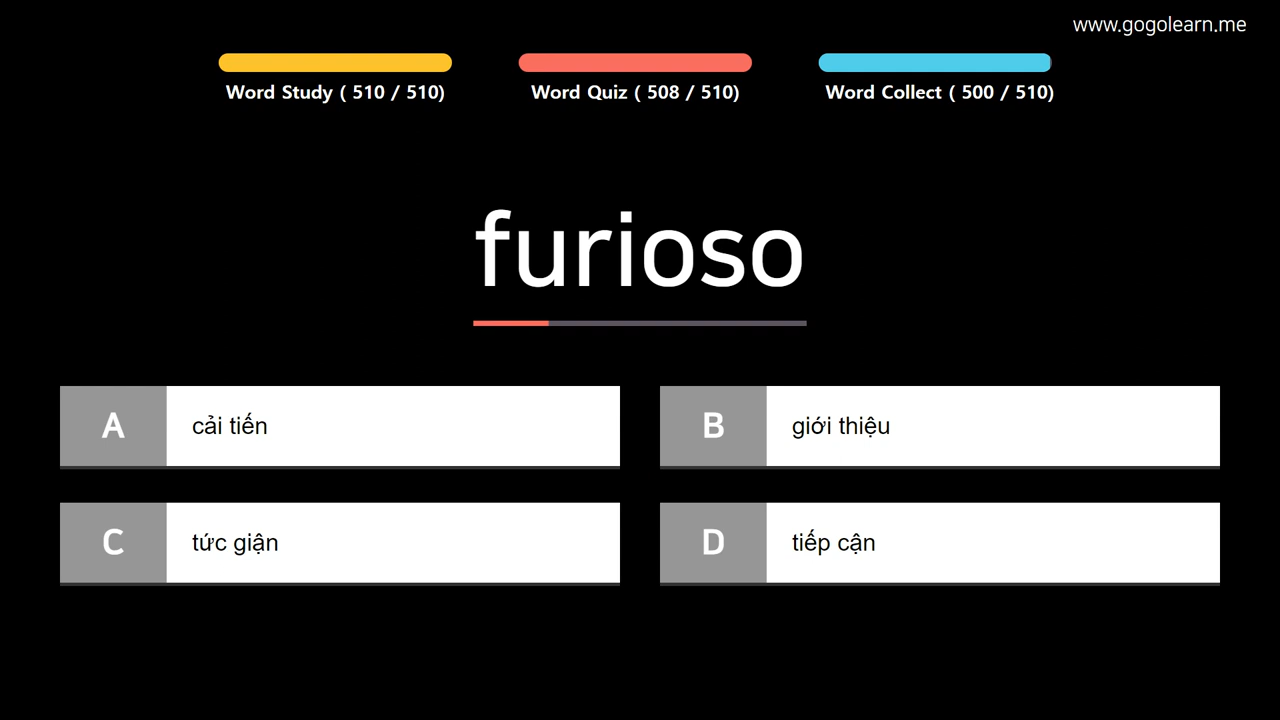 www.gogolearn.me
Word Study ( 510 / 510)
Word Quiz ( 508 / 510)
Word Collect ( 500 / 510)
furioso
A cải tiến
B giới thiệu
C tức giận
D tiếp cận